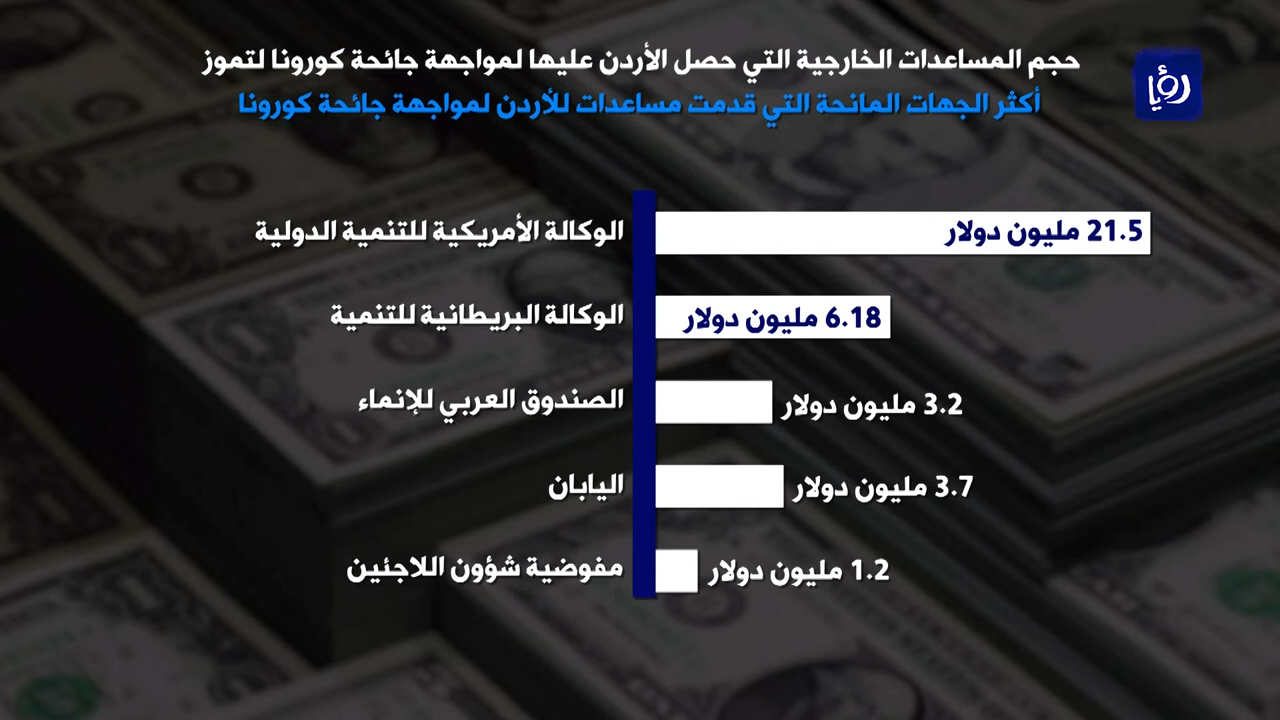 حجم المساعدات الخارجية التي حصل الأردن عليها لمواجهة جائحة كورونا لتموز
رؤيا
أكثر الجهات المانحة التي قدمت مساعدات للأردن لمواجهة جائحة كورونا
الوكالة الأمريكية للتنمية الدولية
21.5 مليون دولار
الوكالة البريطانية للتنمية
6.18 مليون دولار
الصندوق العربي للإنماء
3.2 مليون دولار
اليابان
3.7 مليون دولار
مفوضية شؤون اللاجئين
1.2 مليون دولار